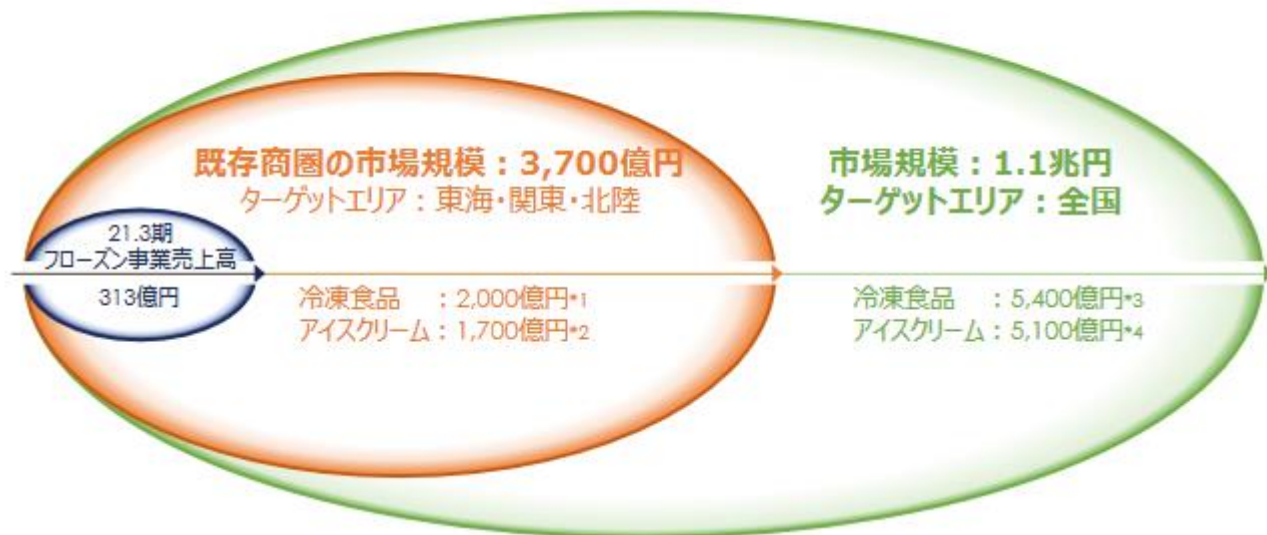 既存商圏の市場規模：3,700億円
ターゲットエリア：東海・関東・北陸
市場規模：1.1兆円
ターゲットエリア：全国
21.3期
フローズン事業売上高
313億円
冷凍食品　：2,000億円*1
アイスクリーム：1,700億円*2
冷凍食品　：5,400億円*3
アイスクリーム：5,100億円*4